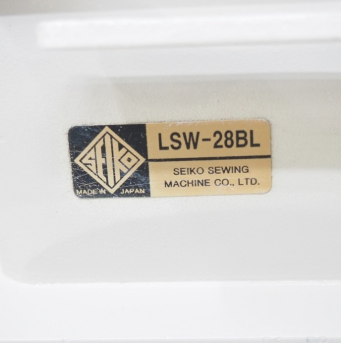 SEIKO
MADE IN JAPAN
LSW-28BL
SEIKO SEWING
MACHINE CO., LTD.